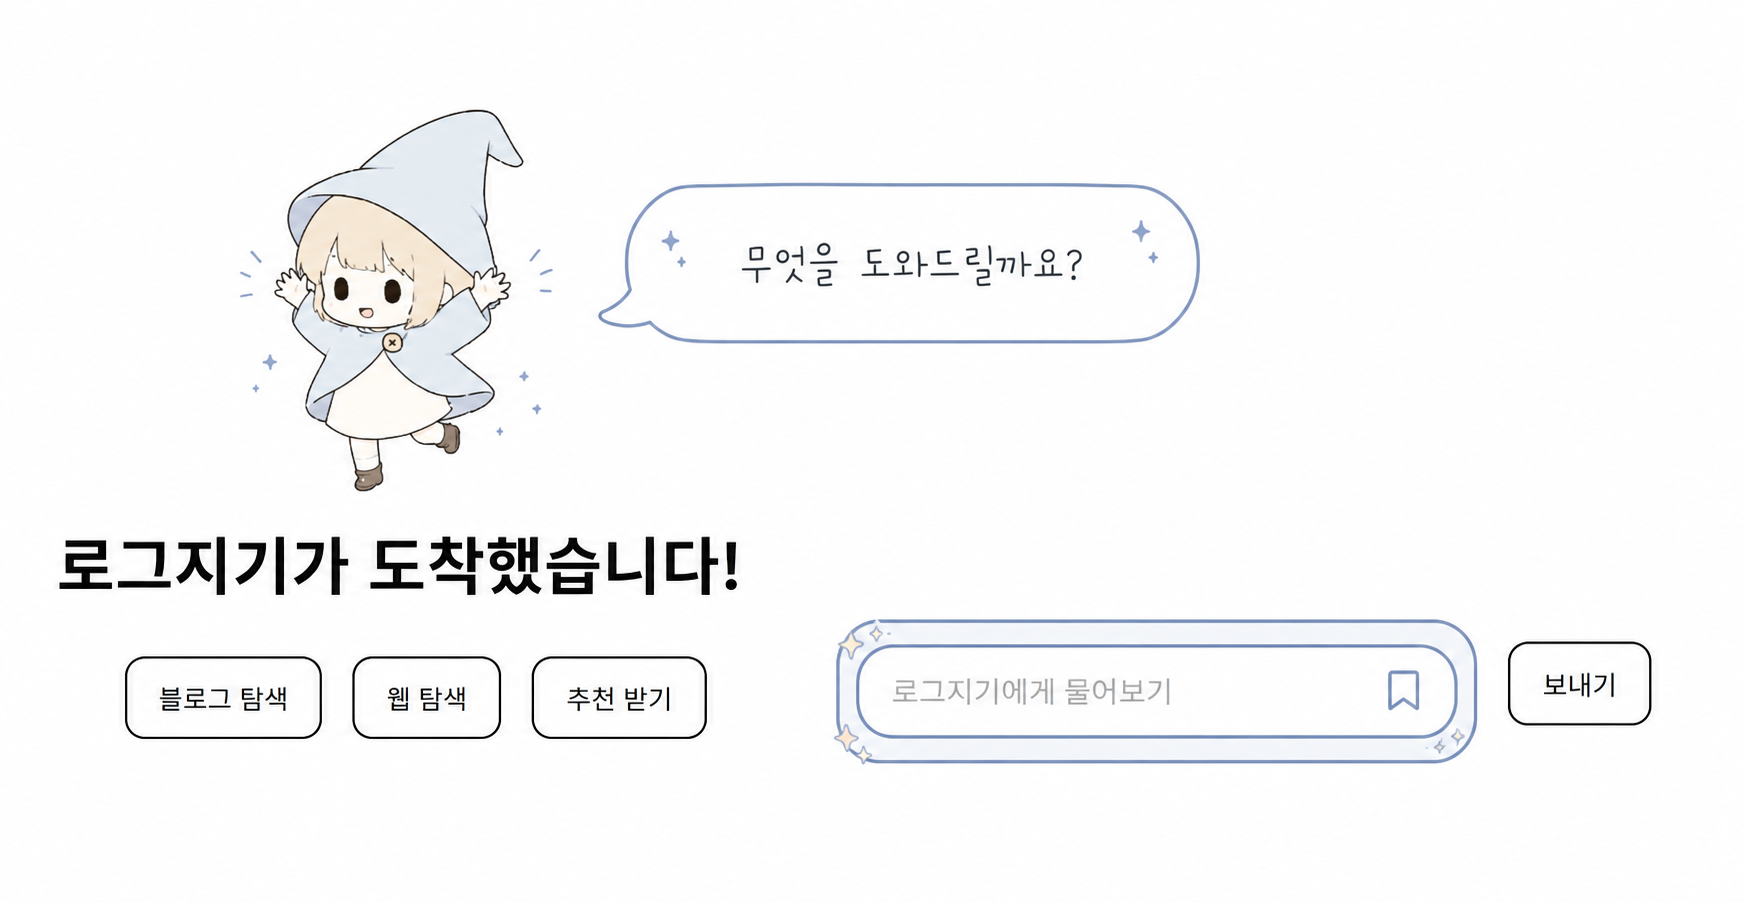 무엇을 도와드릴까요?
로그지기가 도착했습니다!
블로그 탐색
웹 탐색
추천 받기
로그지기에게 물어보기
보내기